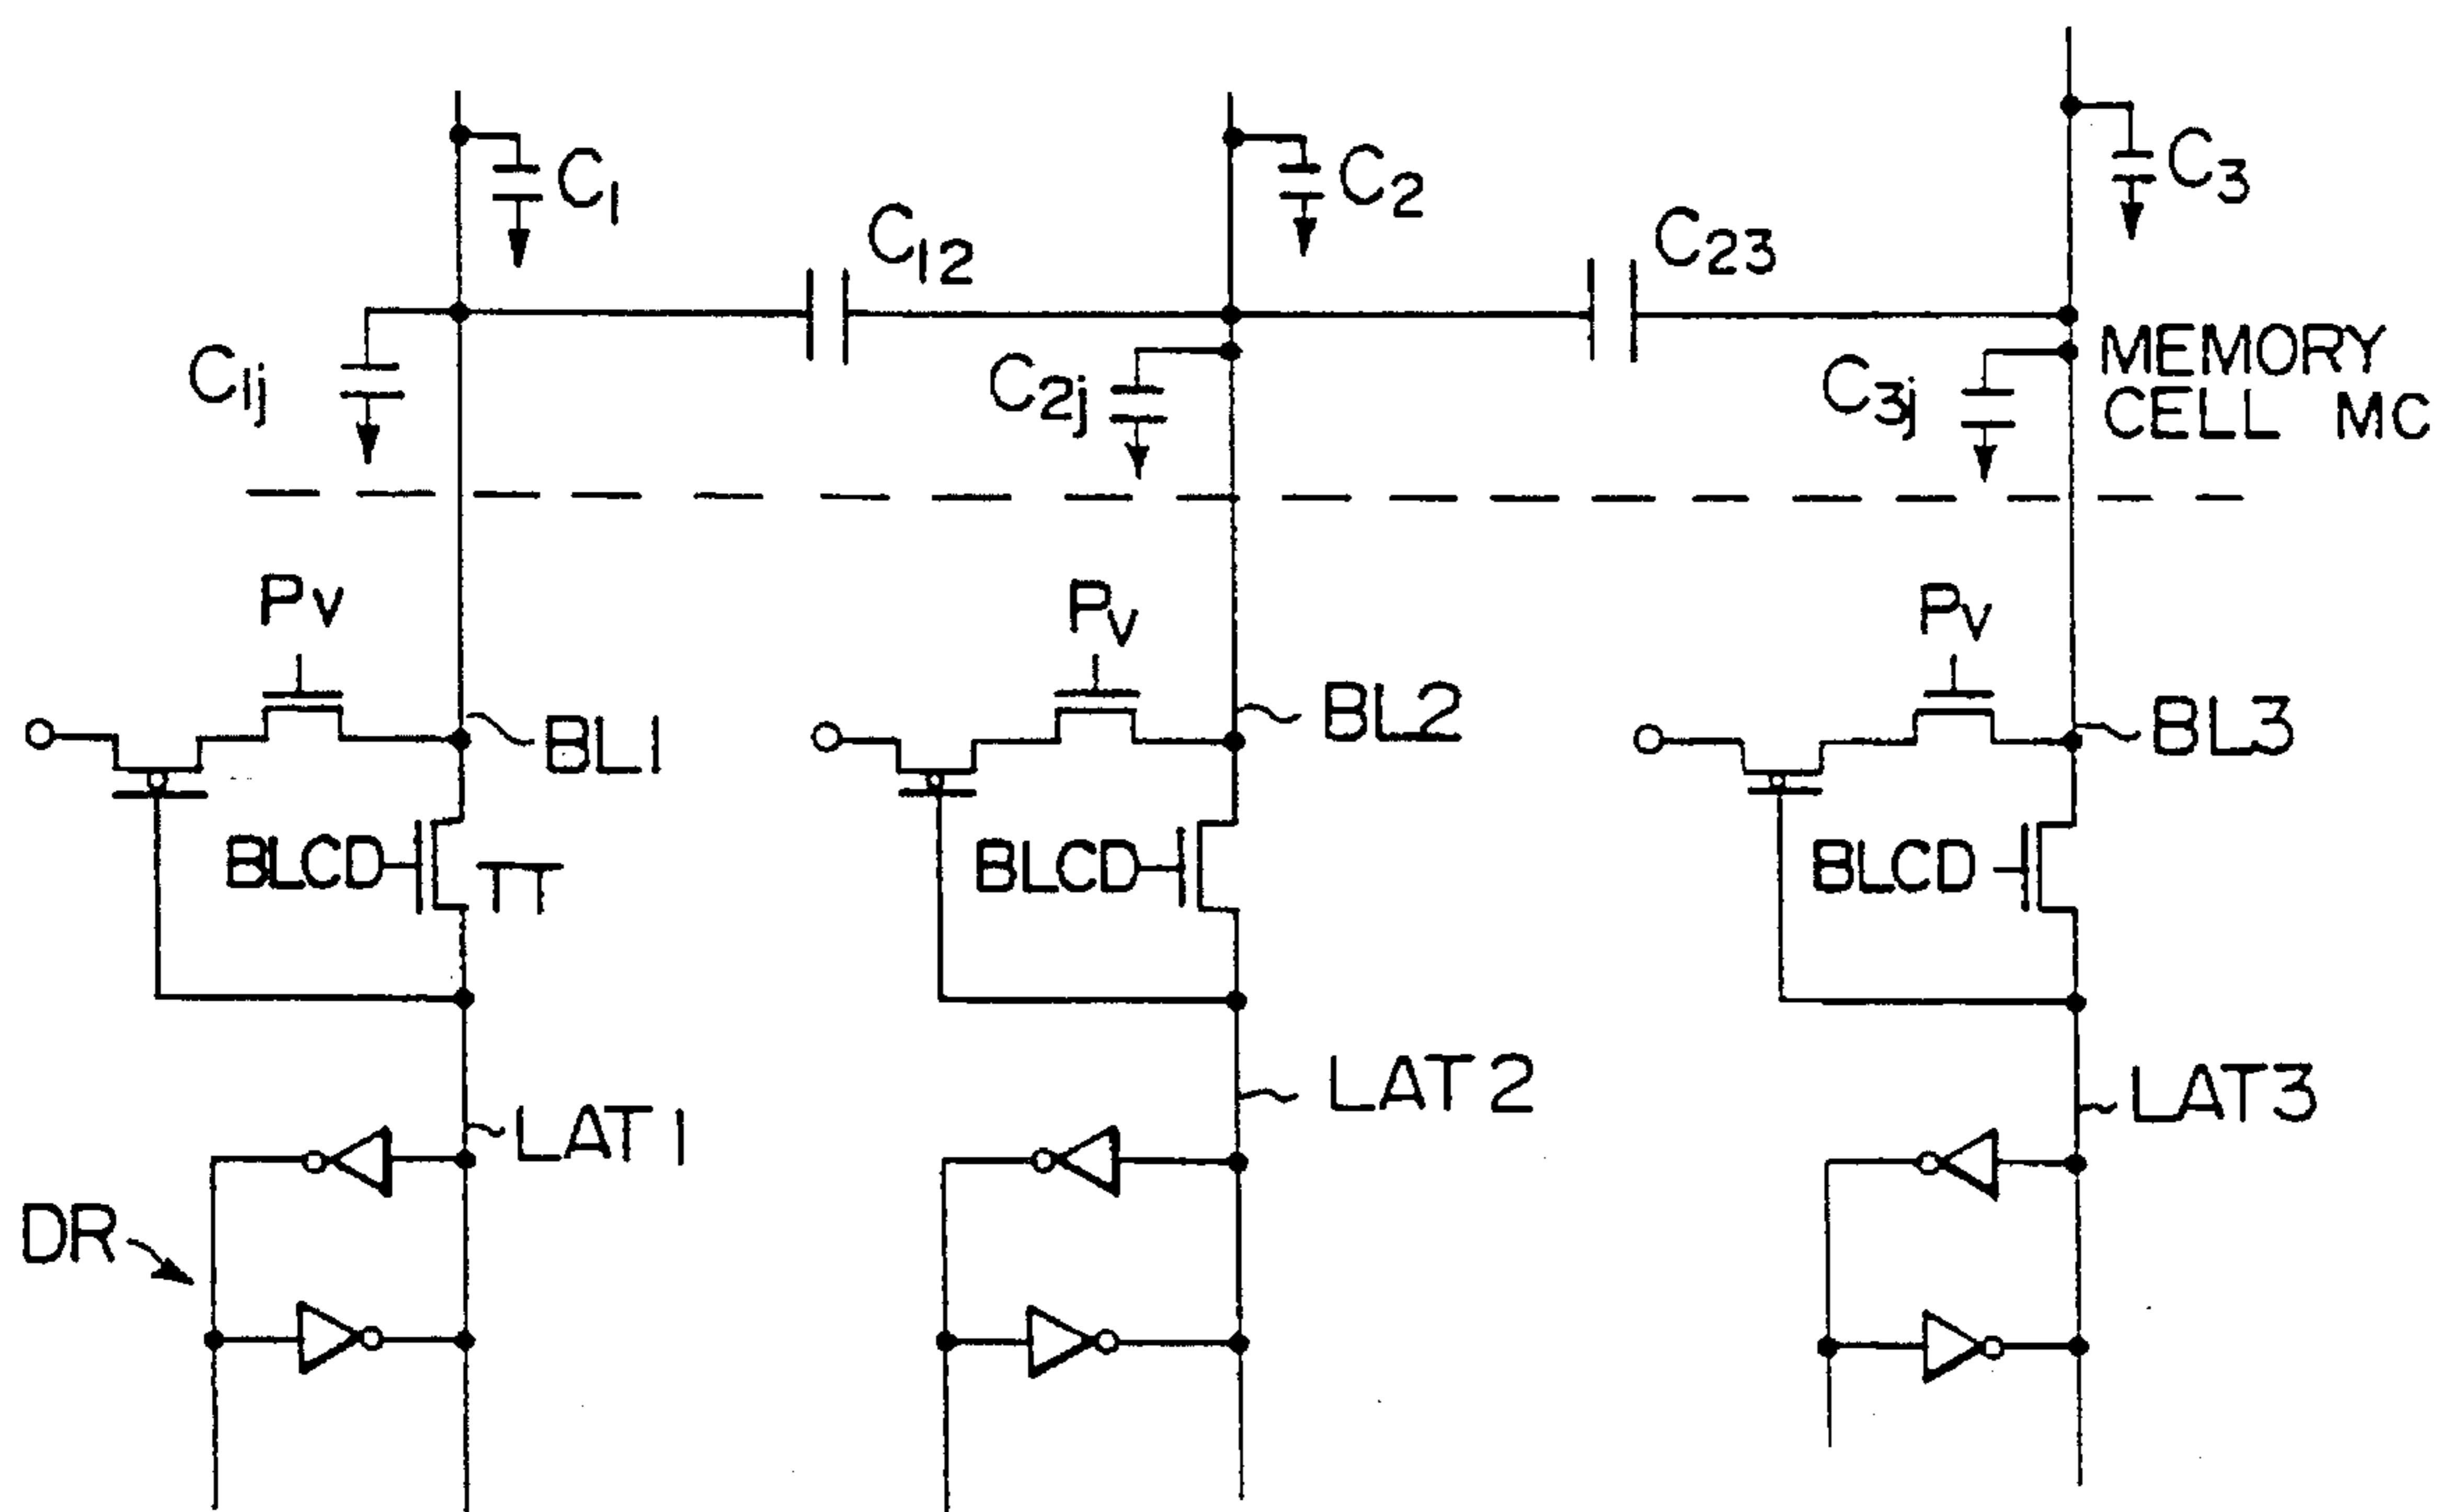 C1
C2
C3
C12
C23
C1j
C2j
C3j
MEMORY
CELL MC
PV
PV
PV
BL1
BL2
BL3
BLCD
TT
BLCD
BLCD
LAT1
LAT2
LAT3
DR